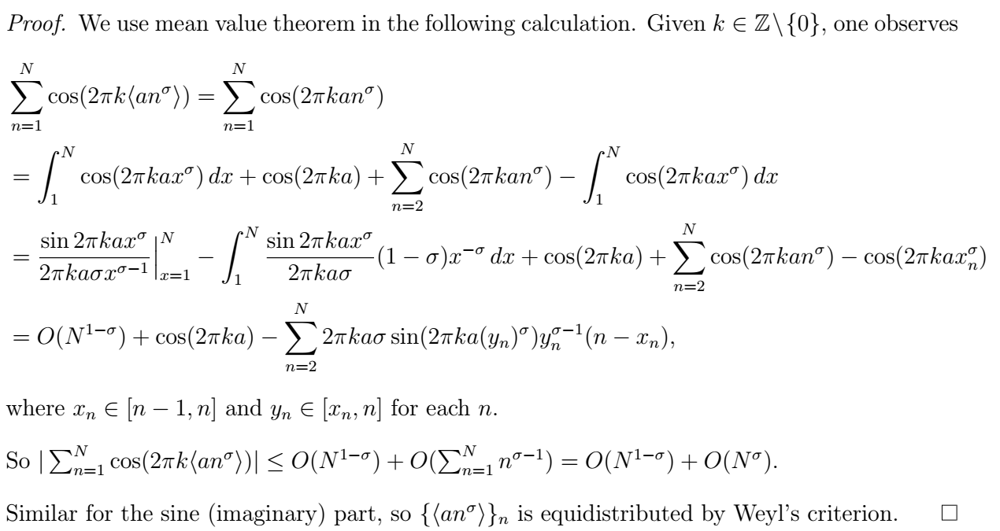 Proof. We use mean value theorem in the following calculation. Given $k \in \mathbb{Z}\setminus\{0\}$, one observes
$\sum_{n=1}^{N} \cos(2\pi k\langle an^\sigma\rangle) = \sum_{n=1}^{N} \cos(2\pi kan^\sigma)$
$= \int_1^N \cos(2\pi kax^\sigma)\,dx + \cos(2\pi ka) + \sum_{n=2}^{N} \cos(2\pi kan^\sigma) - \int_1^N \cos(2\pi kax^\sigma)\,dx$
$= \frac{\sin 2\pi kax^\sigma}{2\pi ka\sigma x^{\sigma-1}}\Big|_{x=1}^{N} - \int_1^N \frac{\sin 2\pi kax^\sigma}{2\pi ka\sigma}(1-\sigma)x^{-\sigma}\,dx + \cos(2\pi ka) + \sum_{n=2}^{N} \cos(2\pi kan^\sigma) - \cos(2\pi kax_n^\sigma)$
$= O(N^{1-\sigma}) + \cos(2\pi ka) - \sum_{n=2}^{N} 2\pi ka\sigma \sin(2\pi ka(y_n)^\sigma)y_n^{\sigma-1}(n - x_n),$
where $x_n \in [n-1, n]$ and $y_n \in [x_n, n]$ for each $n$.
So $|\sum_{n=1}^{N} \cos(2\pi k\langle an^\sigma\rangle)| \leq O(N^{1-\sigma}) + O(\sum_{n=1}^{N} n^{\sigma-1}) = O(N^{1-\sigma}) + O(N^\sigma).$
Similar for the sine (imaginary) part, so $\{\langle an^\sigma\rangle\}_n$ is equidistributed by Weyl's criterion. □